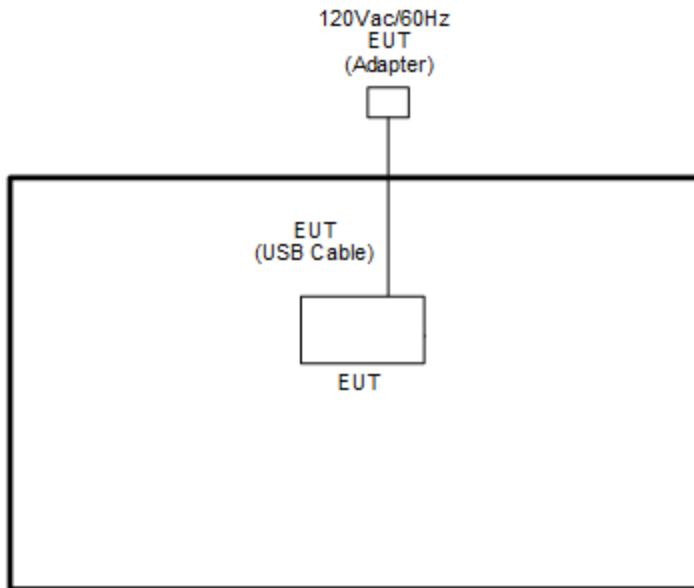 120Vac/60Hz
EUT
(Adapter)
EUT
(USB Cable)
EUT